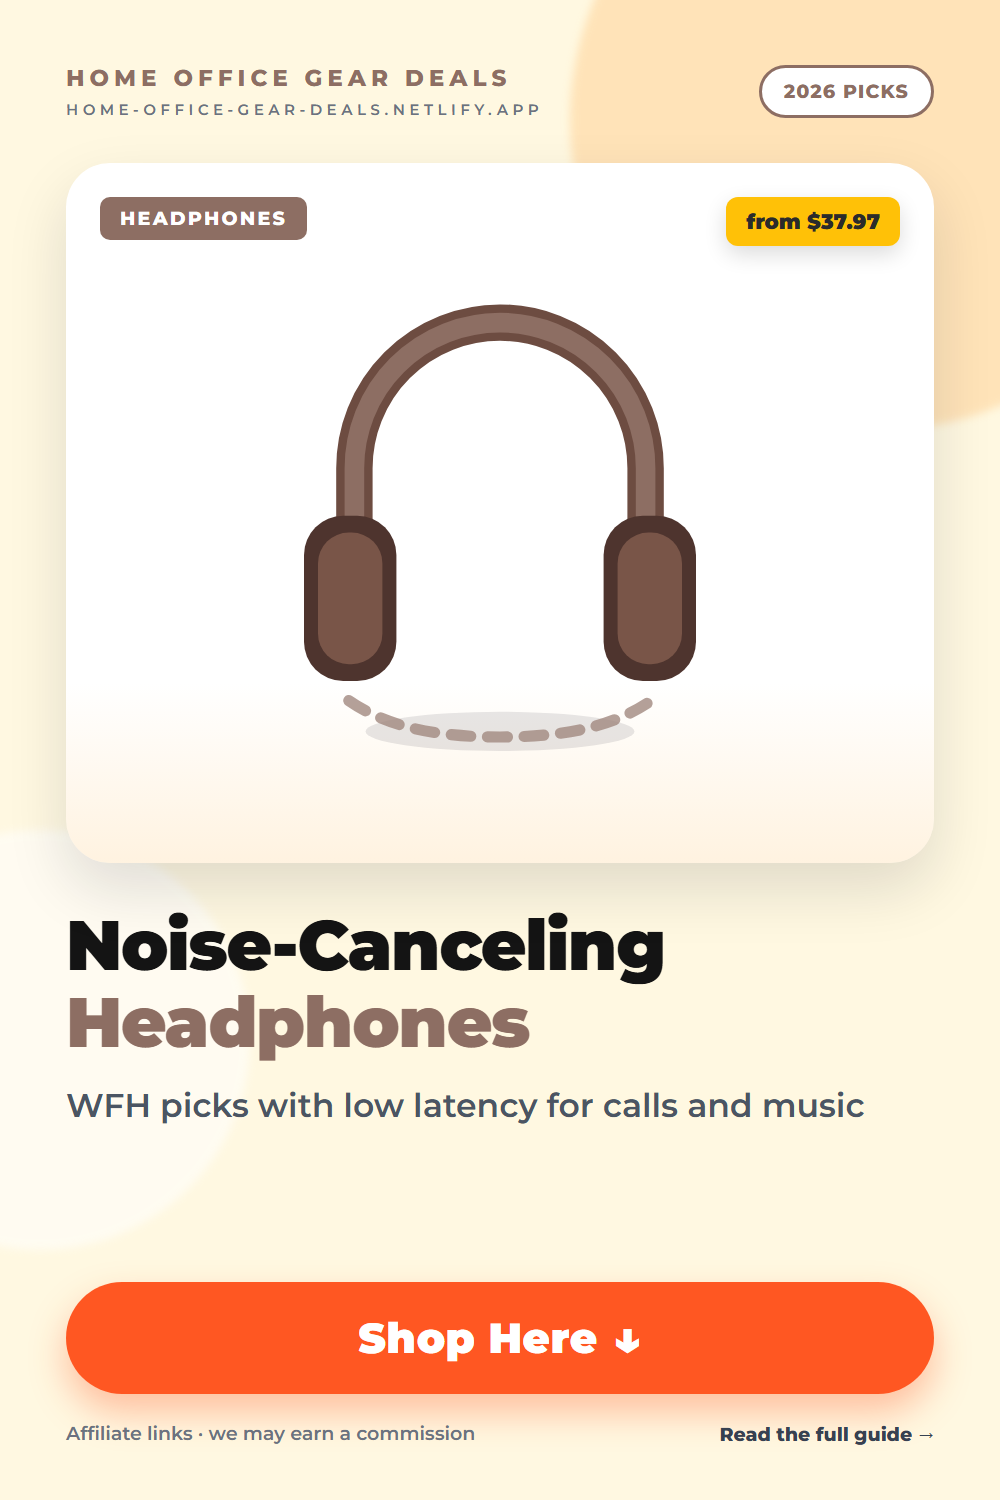 HOME OFFICE GEAR DEALS
HOME-OFFICE-GEAR-DEALS.NETLIFY.APP
2026 PICKS
HEADPHONES
from $37.97
Noise-Canceling
Headphones
WFH picks with low latency for calls and music
Shop Here ↓
Affiliate links · we may earn a commission
Read the full guide →